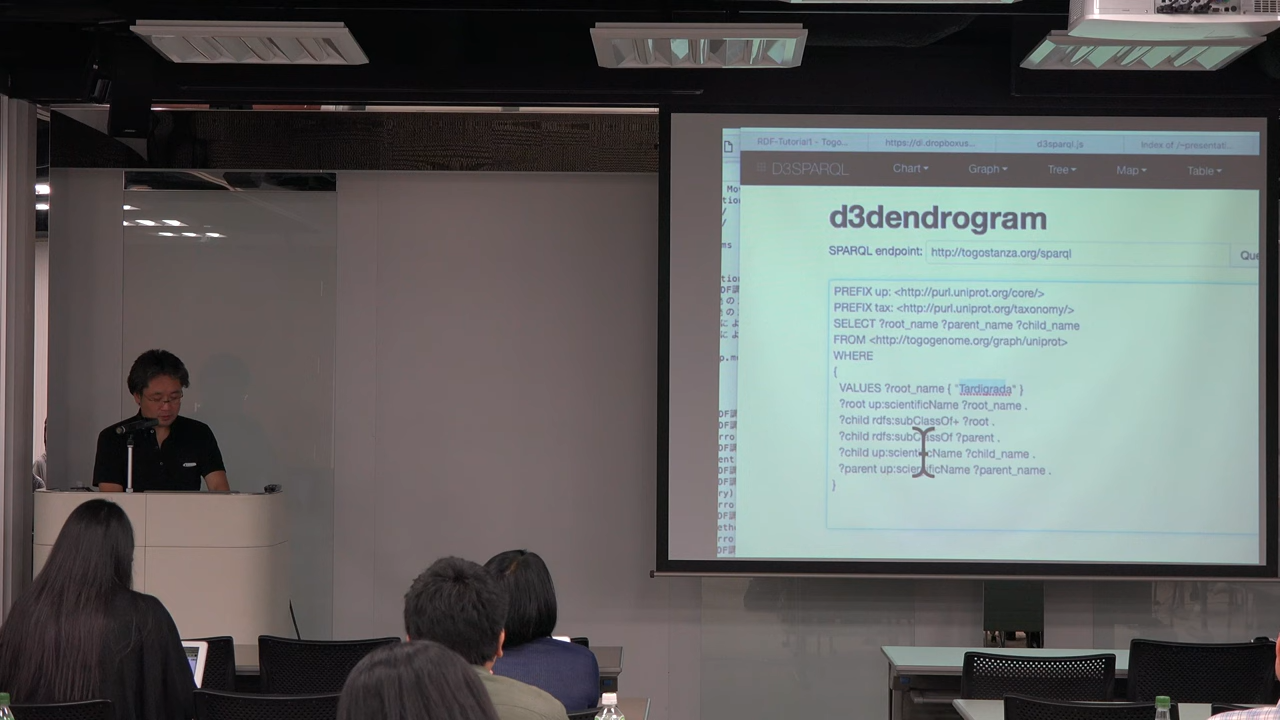 RDF-Tutorial1 - Togo... https://dl.dropboxus... d3sparql.js Index of /~presentat...
D3SPARQL Chart Graph Tree Map Table
d3dendrogram
SPARQL endpoint: http://togostanza.org/sparql Que
PREFIX up: <http://purl.uniprot.org/core/>
PREFIX tax: <http://purl.uniprot.org/taxonomy/>
SELECT ?root_name ?parent_name ?child_name
FROM <http://togogenome.org/graph/uniprot>
WHERE
{
VALUES ?root_name { "Tardigrada" }
?root up:scientificName ?root_name .
?child rdfs:subClassOf+ ?root .
?child rdfs:subClassOf ?parent .
?child up:scientificName ?child_name .
?parent up:scientificName ?parent_name .
}